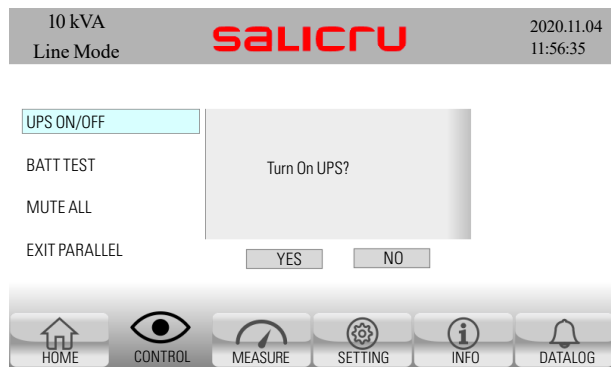 10 kVA
Line Mode
salicru
2020.11.04
11:56:35
UPS ON/OFF
BATT TEST
MUTE ALL
EXIT PARALLEL
Turn On UPS?
YES
NO
HOME
CONTROL
MEASURE
SETTING
INFO
DATALOG